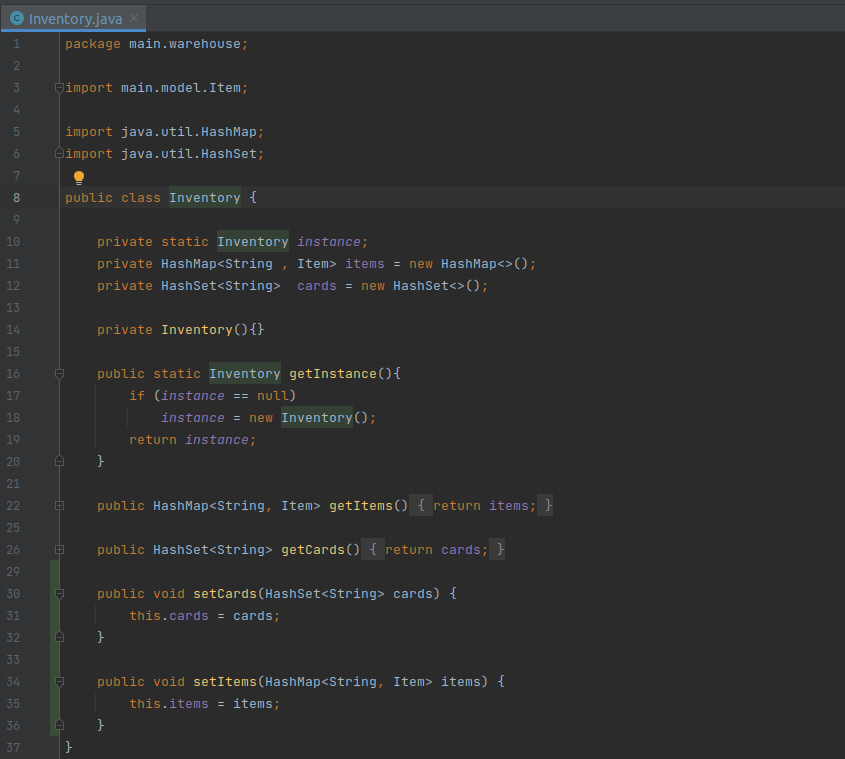 Inventory.java
1 package main.warehouse;
2
3 import main.model.Item;
4
5 import java.util.HashMap;
6 import java.util.HashSet;
7
8 public class Inventory {
9
10 private static Inventory instance;
11 private HashMap<String , Item> items = new HashMap<>();
12 private HashSet<String>  cards = new HashSet<>();
13
14 private Inventory(){}
15
16 public static Inventory getInstance(){
17 if (instance == null)
18 instance = new Inventory();
19 return instance;
20 }
21
22 public HashMap<String, Item> getItems() { return items; }
25
26 public HashSet<String> getCards() { return cards; }
29
30 public void setCards(HashSet<String> cards) {
31 this.cards = cards;
32 }
33
34 public void setItems(HashMap<String, Item> items) {
35 this.items = items;
36 }
37 }